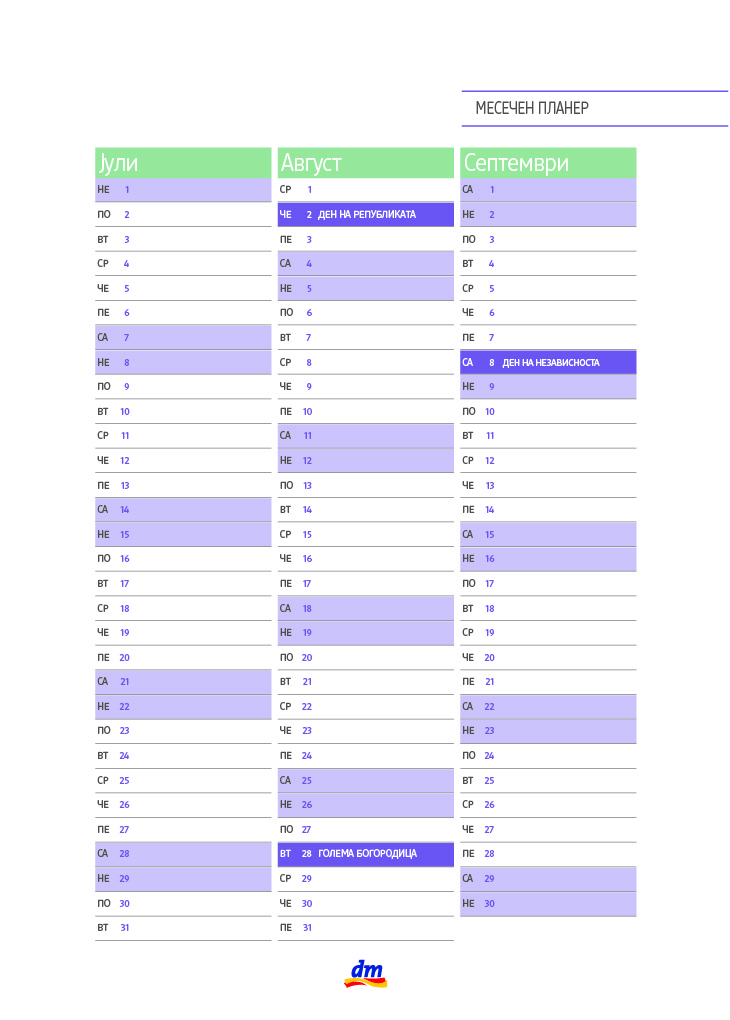 МЕСЕЧЕН ПЛАНЕР
Јули
НЕ 1
ПО 2
ВТ 3
СР 4
ЧЕ 5
ПЕ 6
СА 7
НЕ 8
ПО 9
ВТ 10
СР 11
ЧЕ 12
ПЕ 13
СА 14
НЕ 15
ПО 16
ВТ 17
СР 18
ЧЕ 19
ПЕ 20
СА 21
НЕ 22
ПО 23
ВТ 24
СР 25
ЧЕ 26
ПЕ 27
СА 28
НЕ 29
ПО 30
ВТ 31
Август
СР 1
ЧЕ 2 ДЕН НА РЕПУБЛИКАТА
ПЕ 3
СА 4
НЕ 5
ПО 6
ВТ 7
СР 8
ЧЕ 9
ПЕ 10
СА 11
НЕ 12
ПО 13
ВТ 14
СР 15
ЧЕ 16
ПЕ 17
СА 18
НЕ 19
ПО 20
ВТ 21
СР 22
ЧЕ 23
ПЕ 24
СА 25
НЕ 26
ПО 27
ВТ 28 ГОЛЕМА БОГОРОДИЦА
СР 29
ЧЕ 30
ПЕ 31
Септември
СА 1
НЕ 2
ПО 3
ВТ 4
СР 5
ЧЕ 6
ПЕ 7
СА 8 ДЕН НА НЕЗАВИСНОСТА
НЕ 9
ПО 10
ВТ 11
СР 12
ЧЕ 13
ПЕ 14
СА 15
НЕ 16
ПО 17
ВТ 18
СР 19
ЧЕ 20
ПЕ 21
СА 22
НЕ 23
ПО 24
ВТ 25
СР 26
ЧЕ 27
ПЕ 28
СА 29
НЕ 30
dm